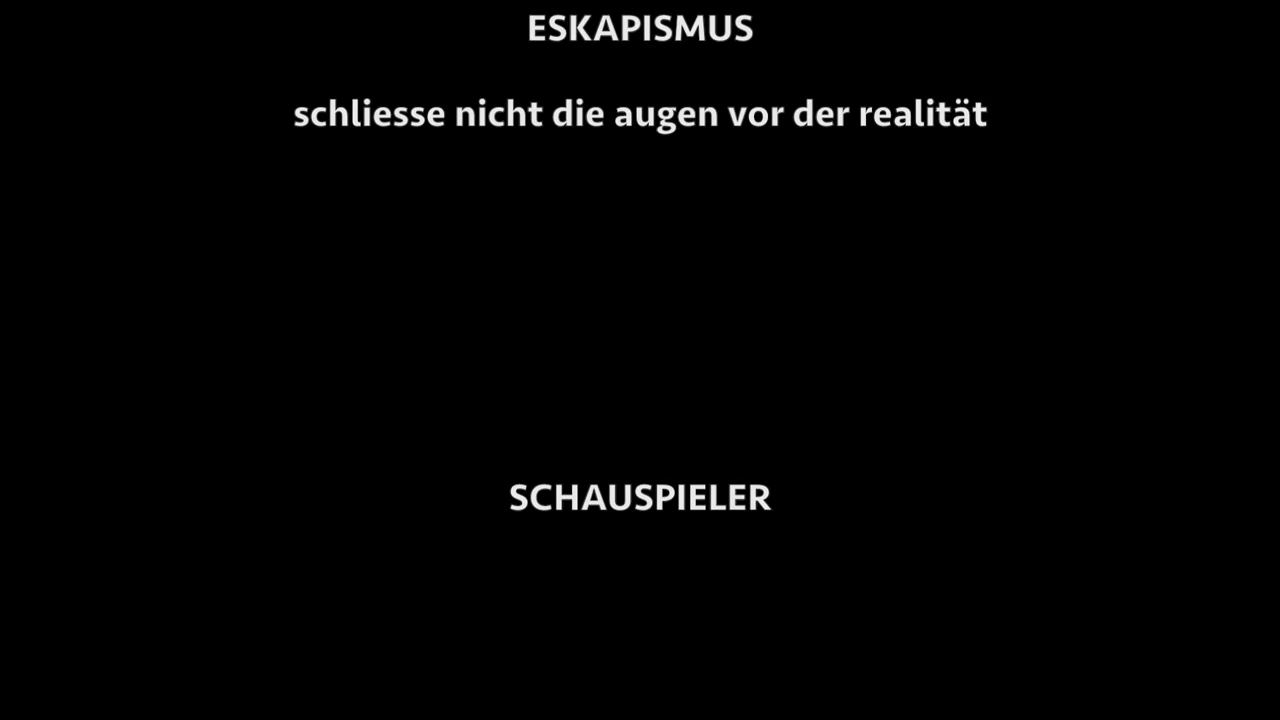 ESKAPISMUS
schliesse nicht die augen vor der realität
SCHAUSPIELER